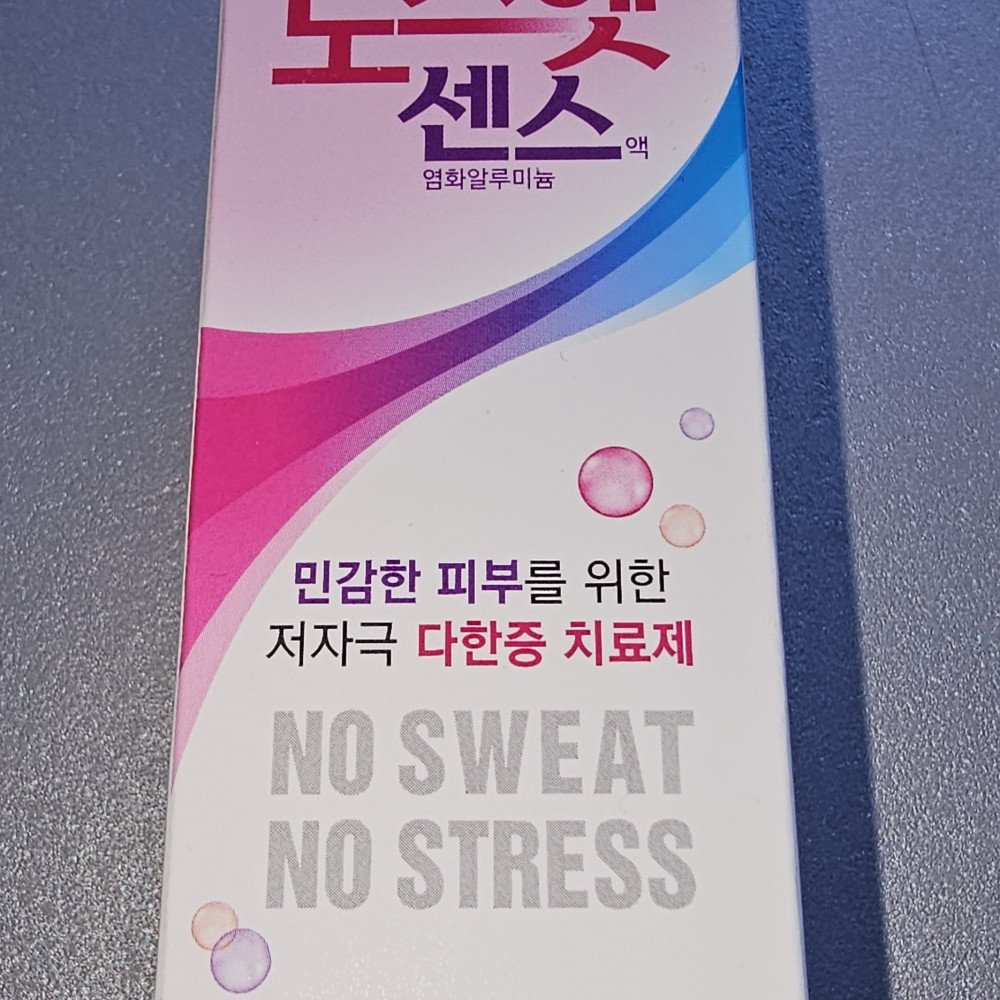 센스액
염화알루미늄
민감한 피부를 위한
저자극 다한증 치료제
NO SWEAT
NO STRESS